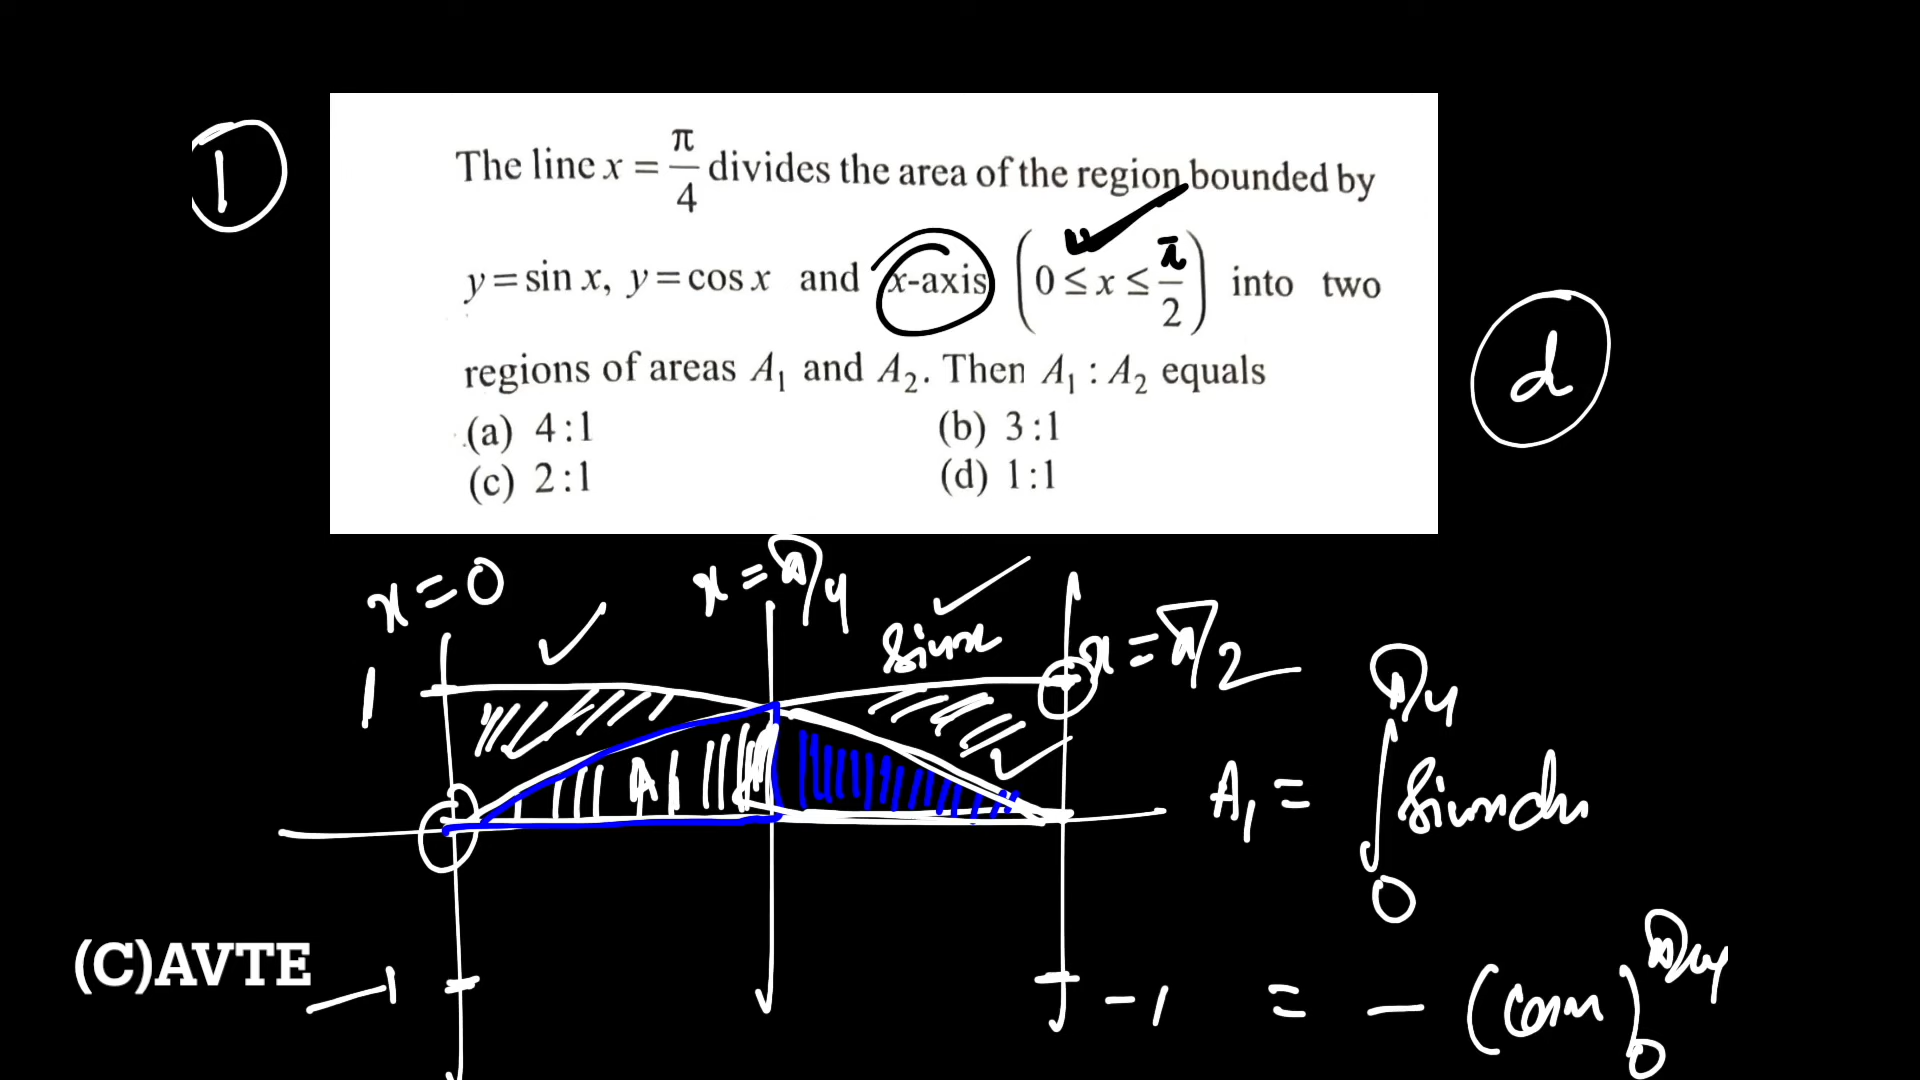 1
The line x = π/4 divides the area of the region bounded by
y = sin x, y = cos x and x-axis (0 ≤ x ≤ π/2) into two
regions of areas A₁ and A₂. Then A₁ : A₂ equals
(a) 4:1 (b) 3:1
(c) 2:1 (d) 1:1
d
x=0 x=π/4 sinx x=π/2
1
A1
A₁ = ∫₀^π/4 sinx dx
(C)AVTE
-1 -1 = -(cosx)₀^π/4